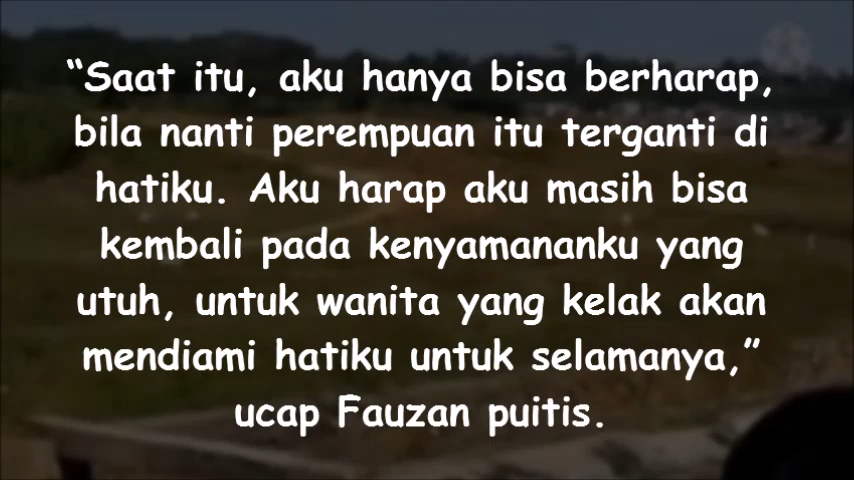 “Saat itu, aku hanya bisa berharap,
bila nanti perempuan itu terganti di
hatiku. Aku harap aku masih bisa
kembali pada kenyamananku yang
utuh, untuk wanita yang kelak akan
mendiami hatiku untuk selamanya,”
ucap Fauzan puitis.